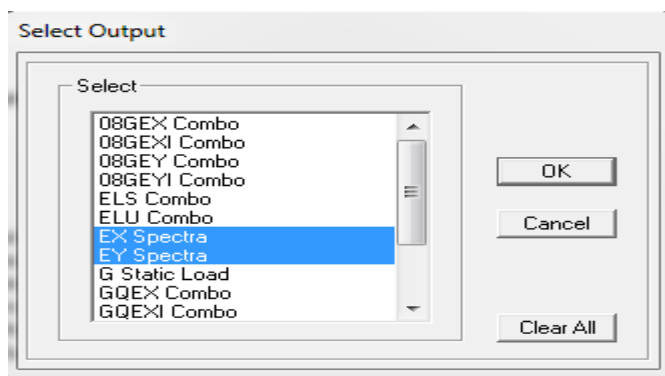 Select Output
Select
08GEX Combo
08GEXI Combo
08GEY Combo
08GEYI Combo
ELS Combo
ELU Combo
EX Spectra
EY Spectra
G Static Load
GQEX Combo
GQEXI Combo
OK
Cancel
Clear All